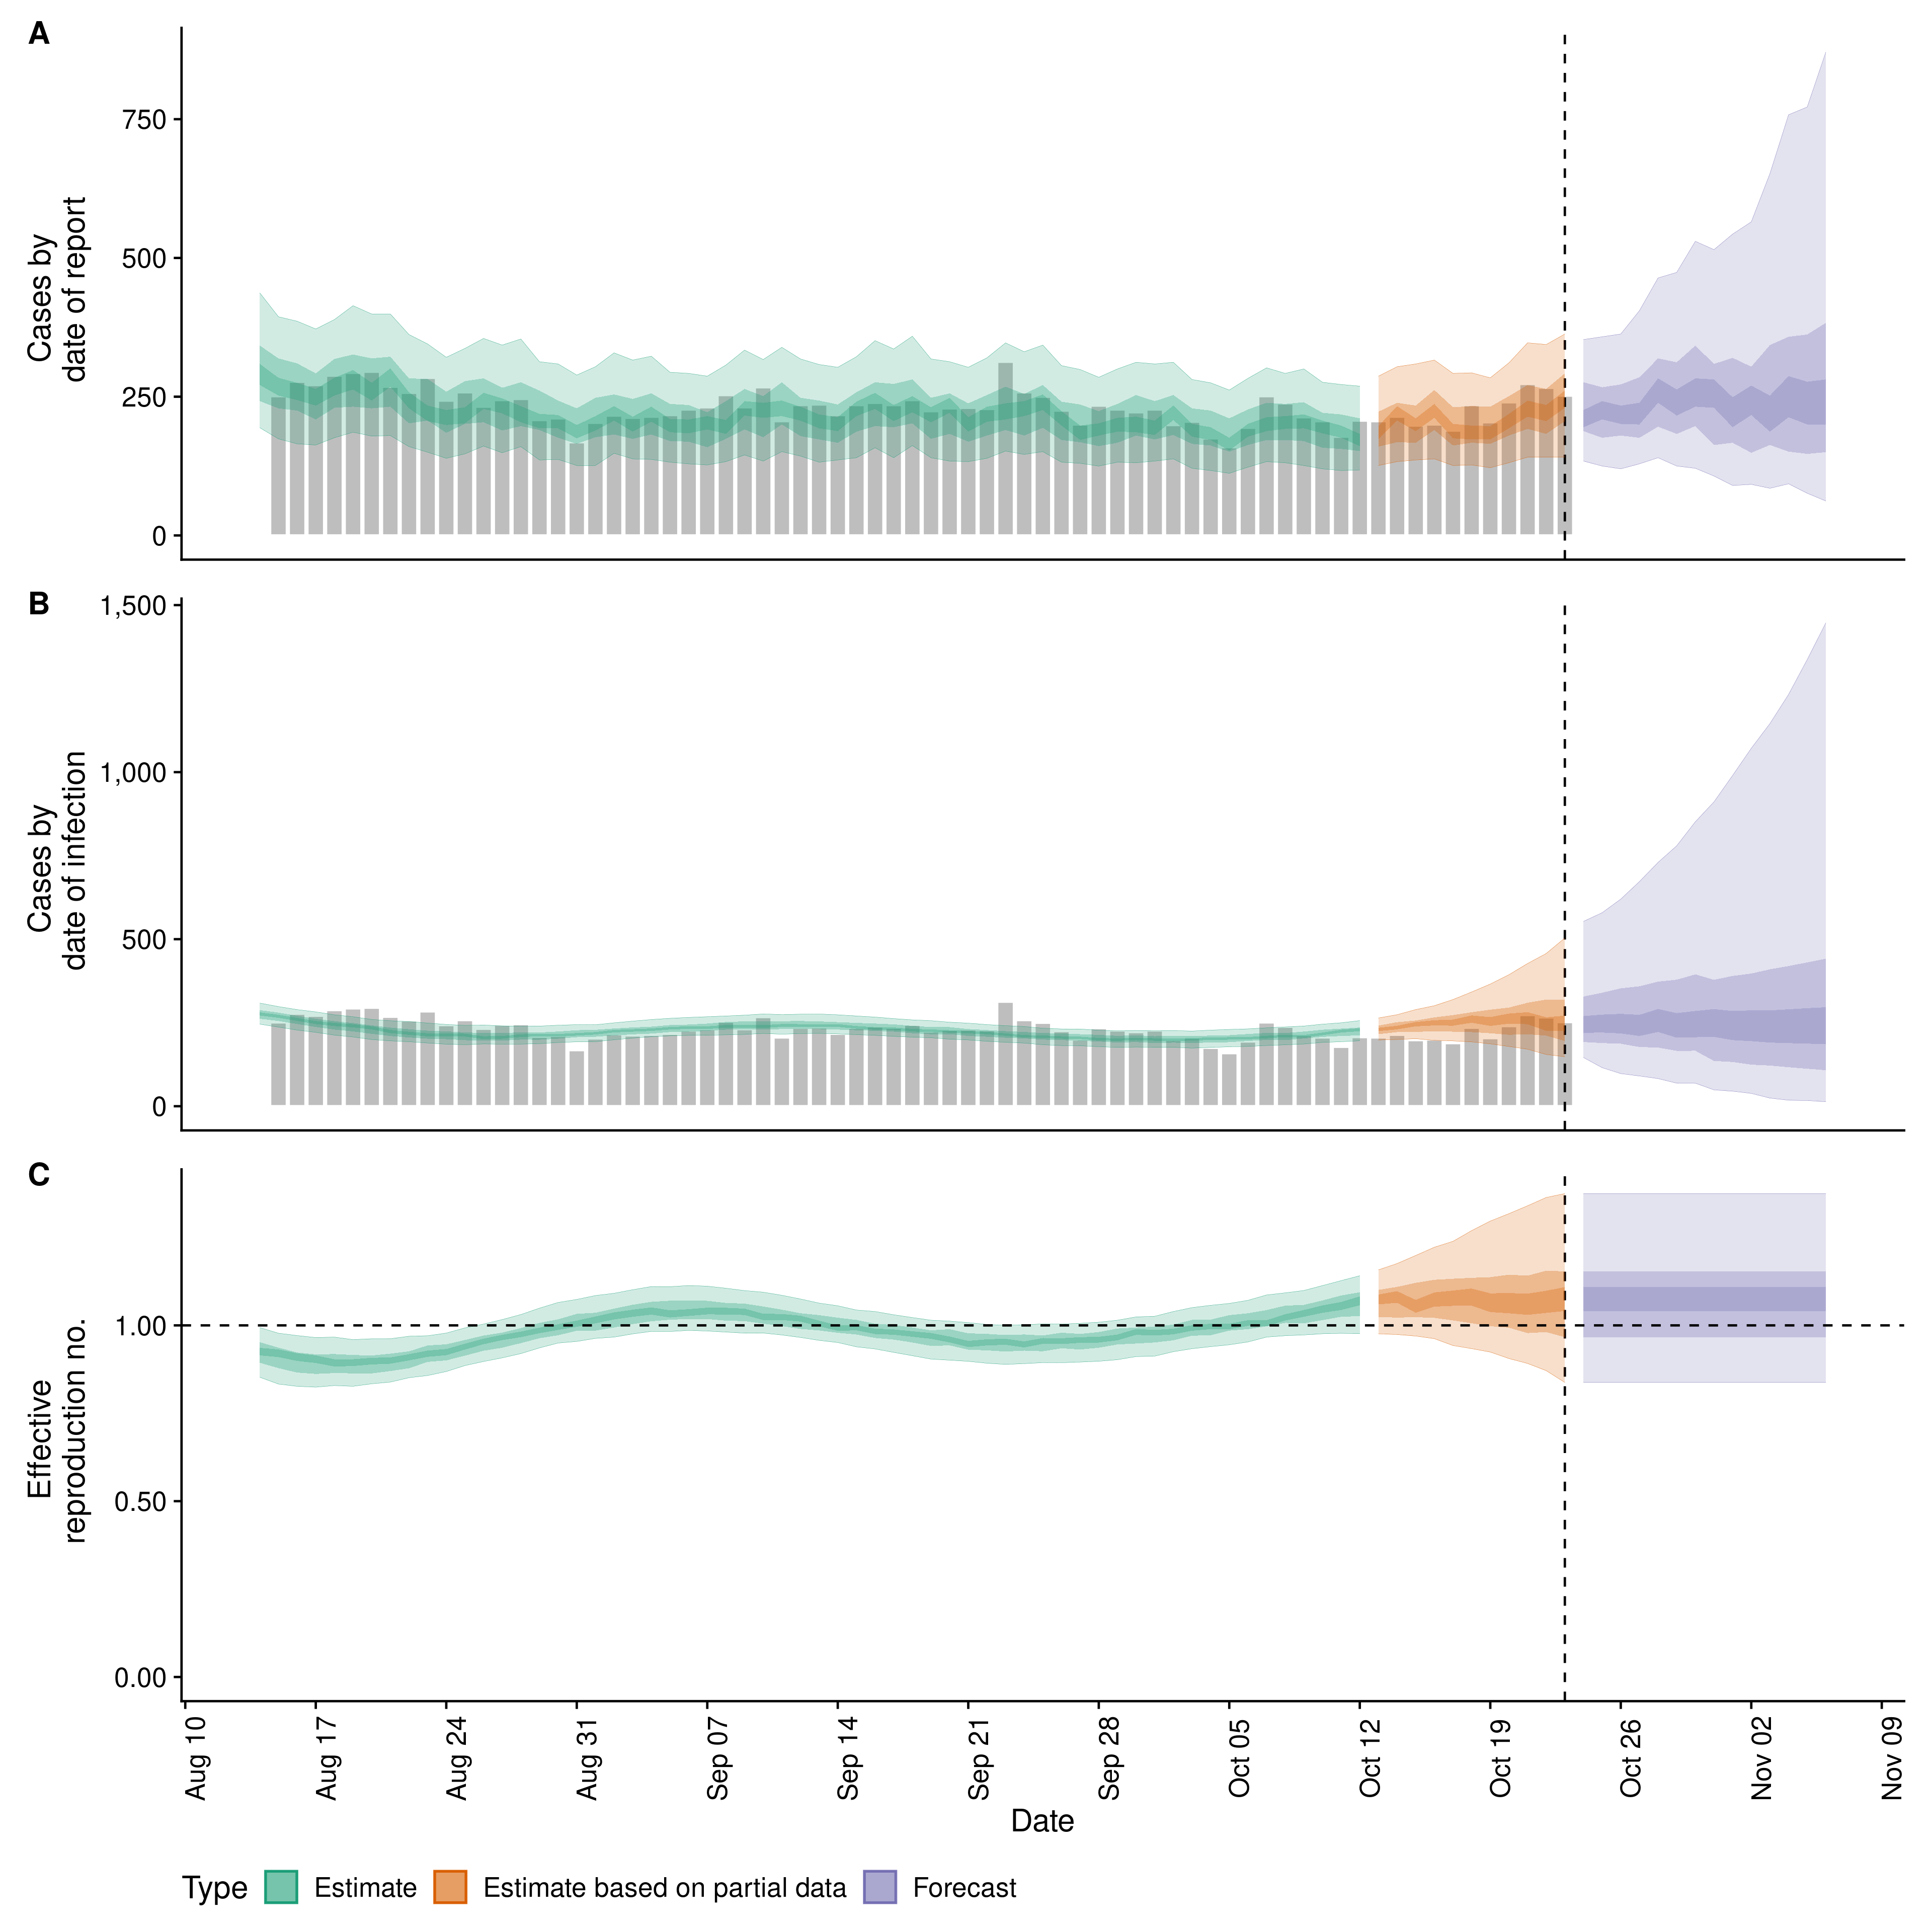 A
Cases by
date of report
750
500
250
0
B
Cases by
date of infection
1,500
1,000
500
0
C
Effective
reproduction no.
1.00
0.50
0.00
Aug 10
Aug 17
Aug 24
Aug 31
Sep 07
Sep 14
Sep 21
Sep 28
Oct 05
Oct 12
Oct 19
Oct 26
Nov 02
Nov 09
Date
Type Estimate Estimate based on partial data Forecast